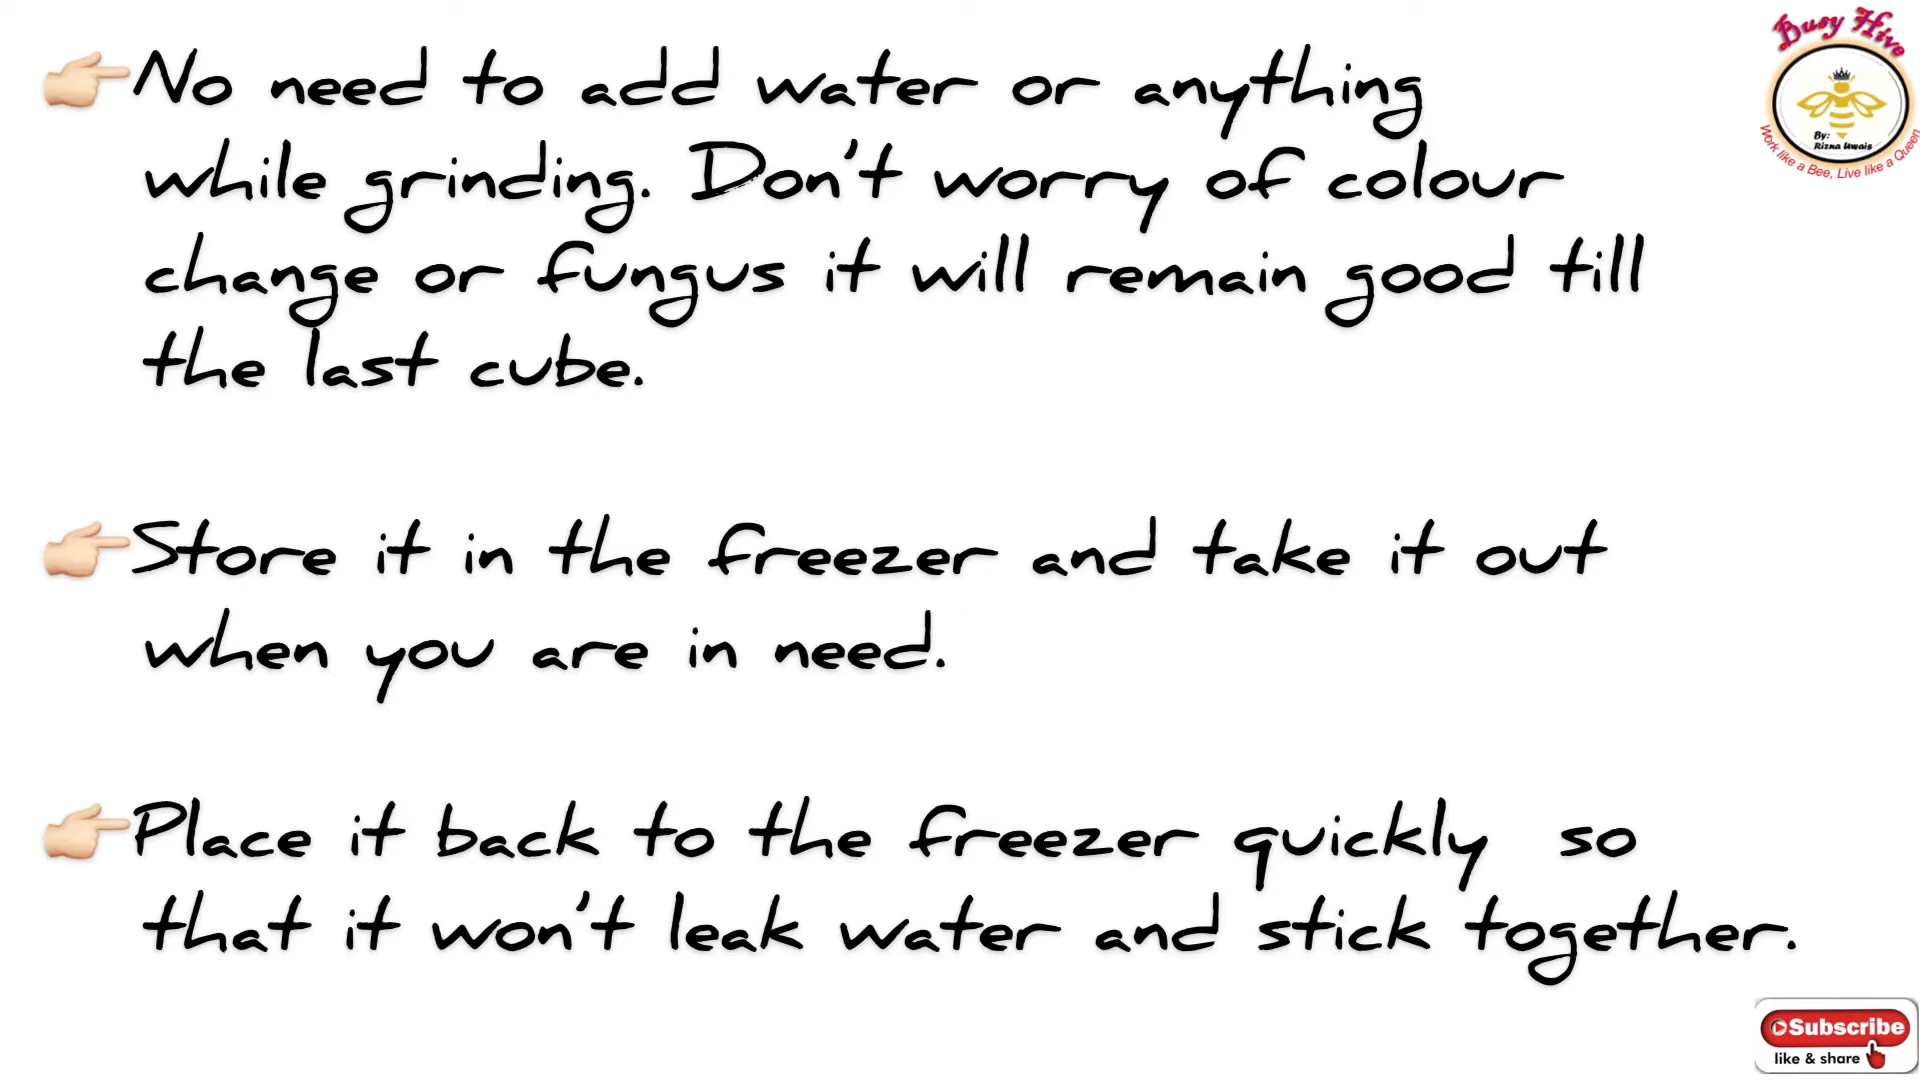 👉🏻No need to add water or anything
while grinding. Don't worry of colour
change or fungus it will remain good till
the last cube.
👉🏻Store it in the freezer and take it out
when you are in need.
👉🏻Place it back to the freezer quickly so
that it won't leak water and stick together.
Busy Hive
By:
Rizna Uwais
Work like a Bee, Live like a Queen
Subscribe
like & share